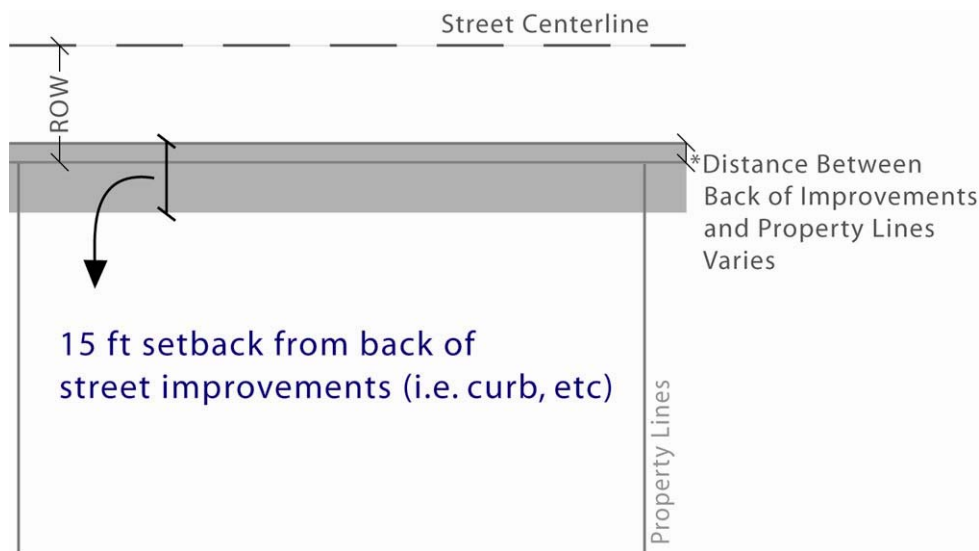 Street Centerline
ROW
*Distance Between
Back of Improvements
and Property Lines
Varies
15 ft setback from back of
street improvements (i.e. curb, etc)
Property Lines